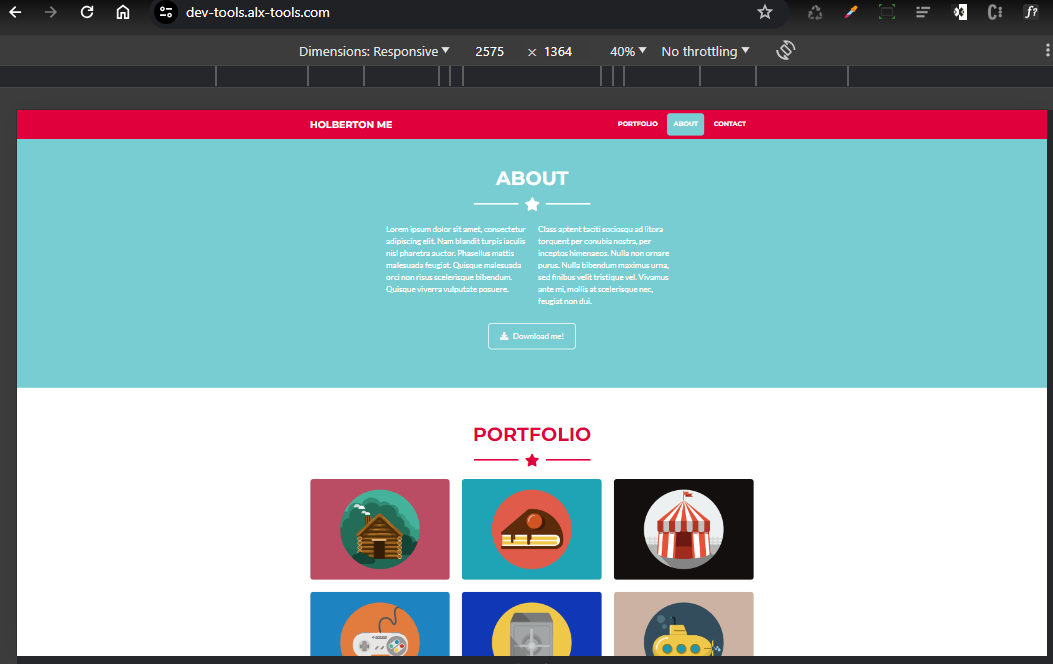 dev-tools.alx-tools.com
Dimensions: Responsive 2575 × 1364 40% No throttling
HOLBERTON ME PORTFOLIO ABOUT CONTACT
ABOUT
Lorem ipsum dolor sit amet, consectetur
adipiscing elit. Nam blandit turpis iaculis
nisl pharetra auctor. Phasellus mattis
malesuada feugiat. Quisque malesuada
orci non risus scelerisque bibendum.
Quisque viverra vulputate posuere.
Class aptent taciti sociosqu ad litora
torquent per conubia nostra, per
inceptos himenaeos. Nulla non ornare
purus. Nulla bibendum maximus urna,
sed finibus velit tristique vel. Vivamus
ante mi, mollis at scelerisque nec,
feugiat non dui.
Download me!
PORTFOLIO